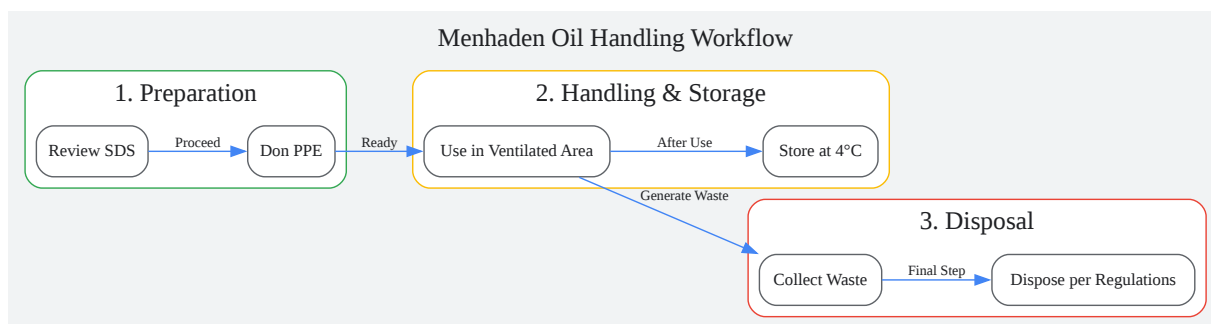 Menhaden Oil Handling Workflow
1. Preparation
2. Handling & Storage
Review SDS
Proceed
Don PPE
Ready
Use in Ventilated Area
After Use
Store at 4°C
Generate Waste
3. Disposal
Collect Waste
Final Step
Dispose per Regulations